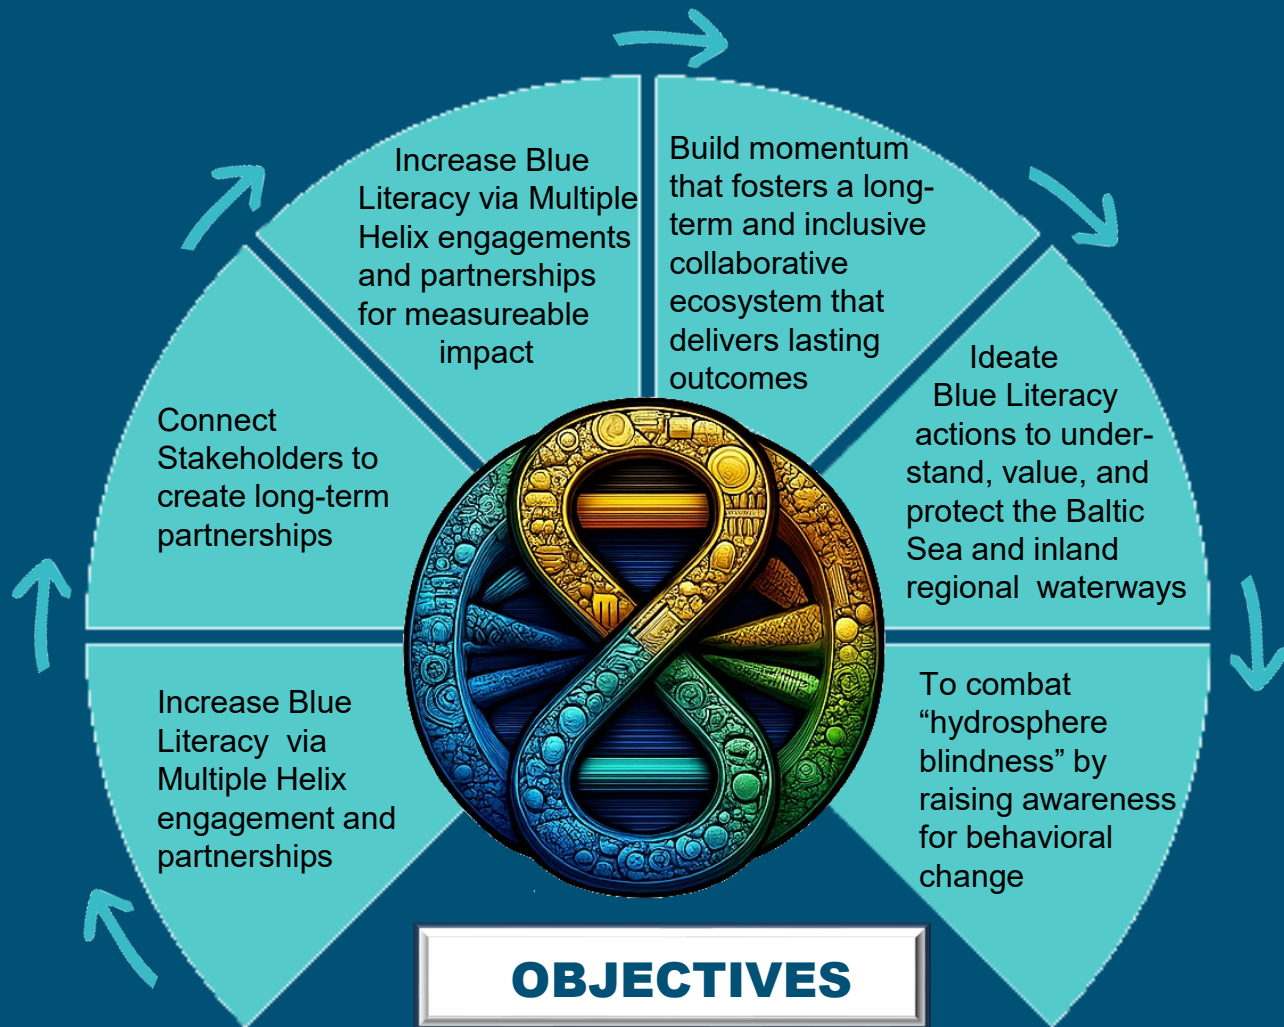 Increase Blue
Literacy via
Multiple Helix
engagement and
partnerships
Connect
Stakeholders to
create long-term
partnerships
Increase Blue
Literacy via Multiple
Helix engagements
and partnerships
for measureable
impact
Build momentum
that fosters a long-
term and inclusive
collaborative
ecosystem that
delivers lasting
outcomes
Ideate
Blue Literacy
actions to under-
stand, value, and
protect the Baltic
Sea and inland
regional waterways
To combat
“hydrosphere
blindness” by
raising awareness
for behavioral
change
OBJECTIVES